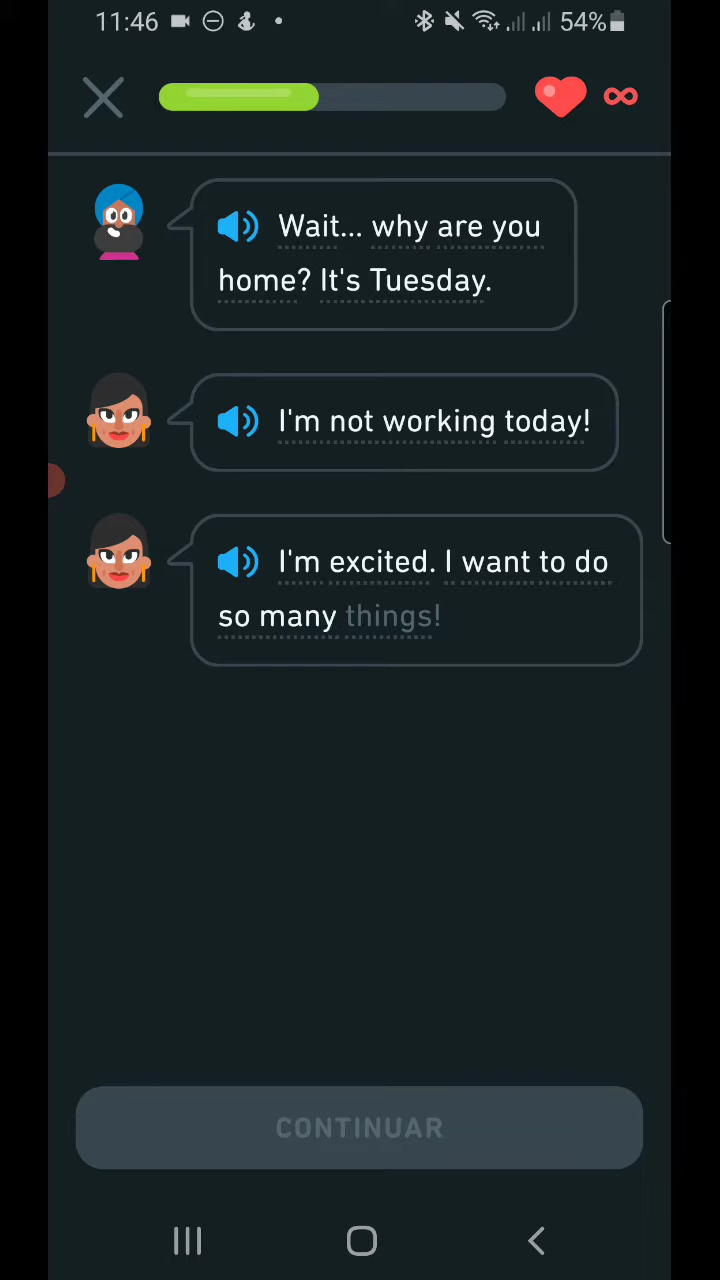 11:46 54%
Wait... why are you
home? It's Tuesday.
I'm not working today!
I'm excited. I want to do
so many things!
CONTINUAR